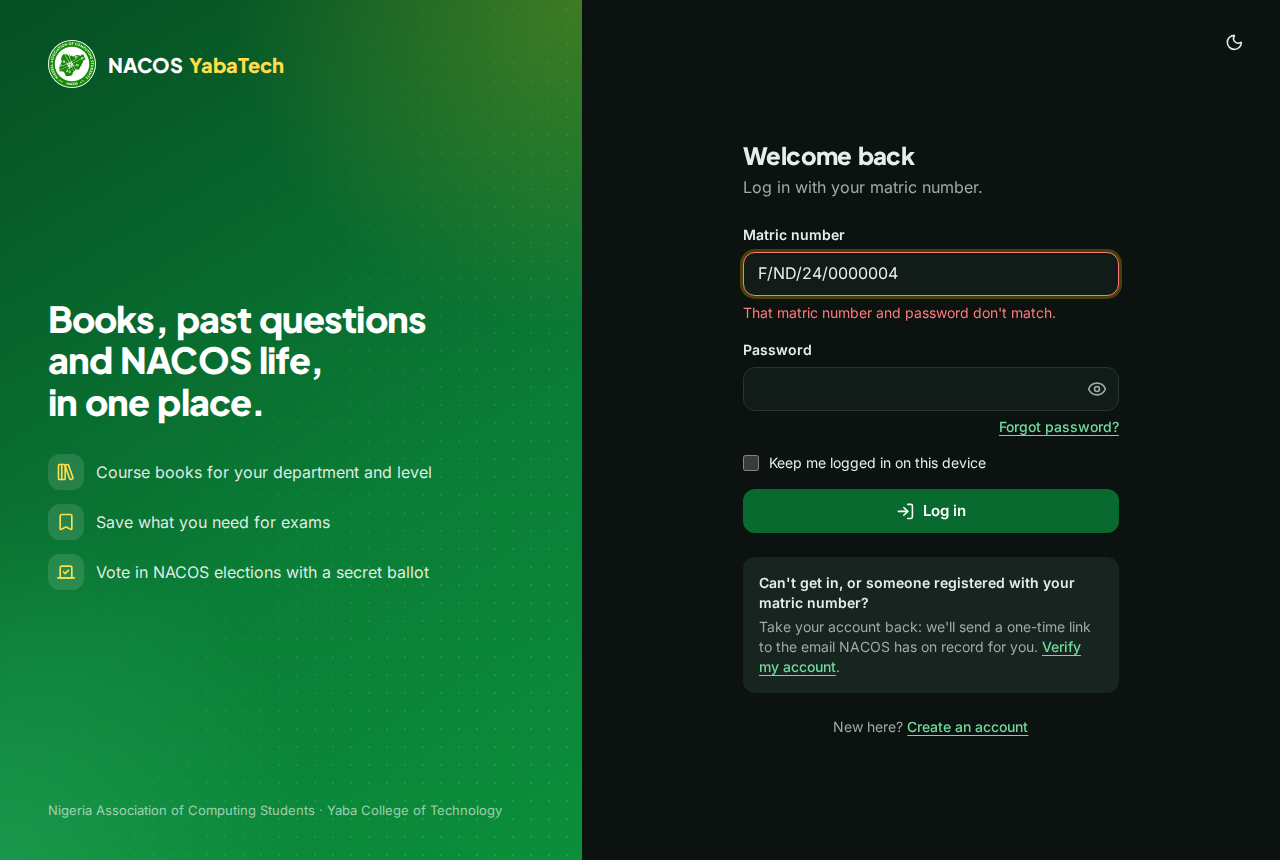 NACOS YabaTech
Books, past questions
and NACOS life,
in one place.
Course books for your department and level
Save what you need for exams
Vote in NACOS elections with a secret ballot
Nigeria Association of Computing Students · Yaba College of Technology
Welcome back
Log in with your matric number.
Matric number
F/ND/24/0000004
That matric number and password don't match.
Password
Forgot password?
Keep me logged in on this device
Log in
Can't get in, or someone registered with your
matric number?
Take your account back: we'll send a one-time link
to the email NACOS has on record for you. Verify
my account.
New here? Create an account